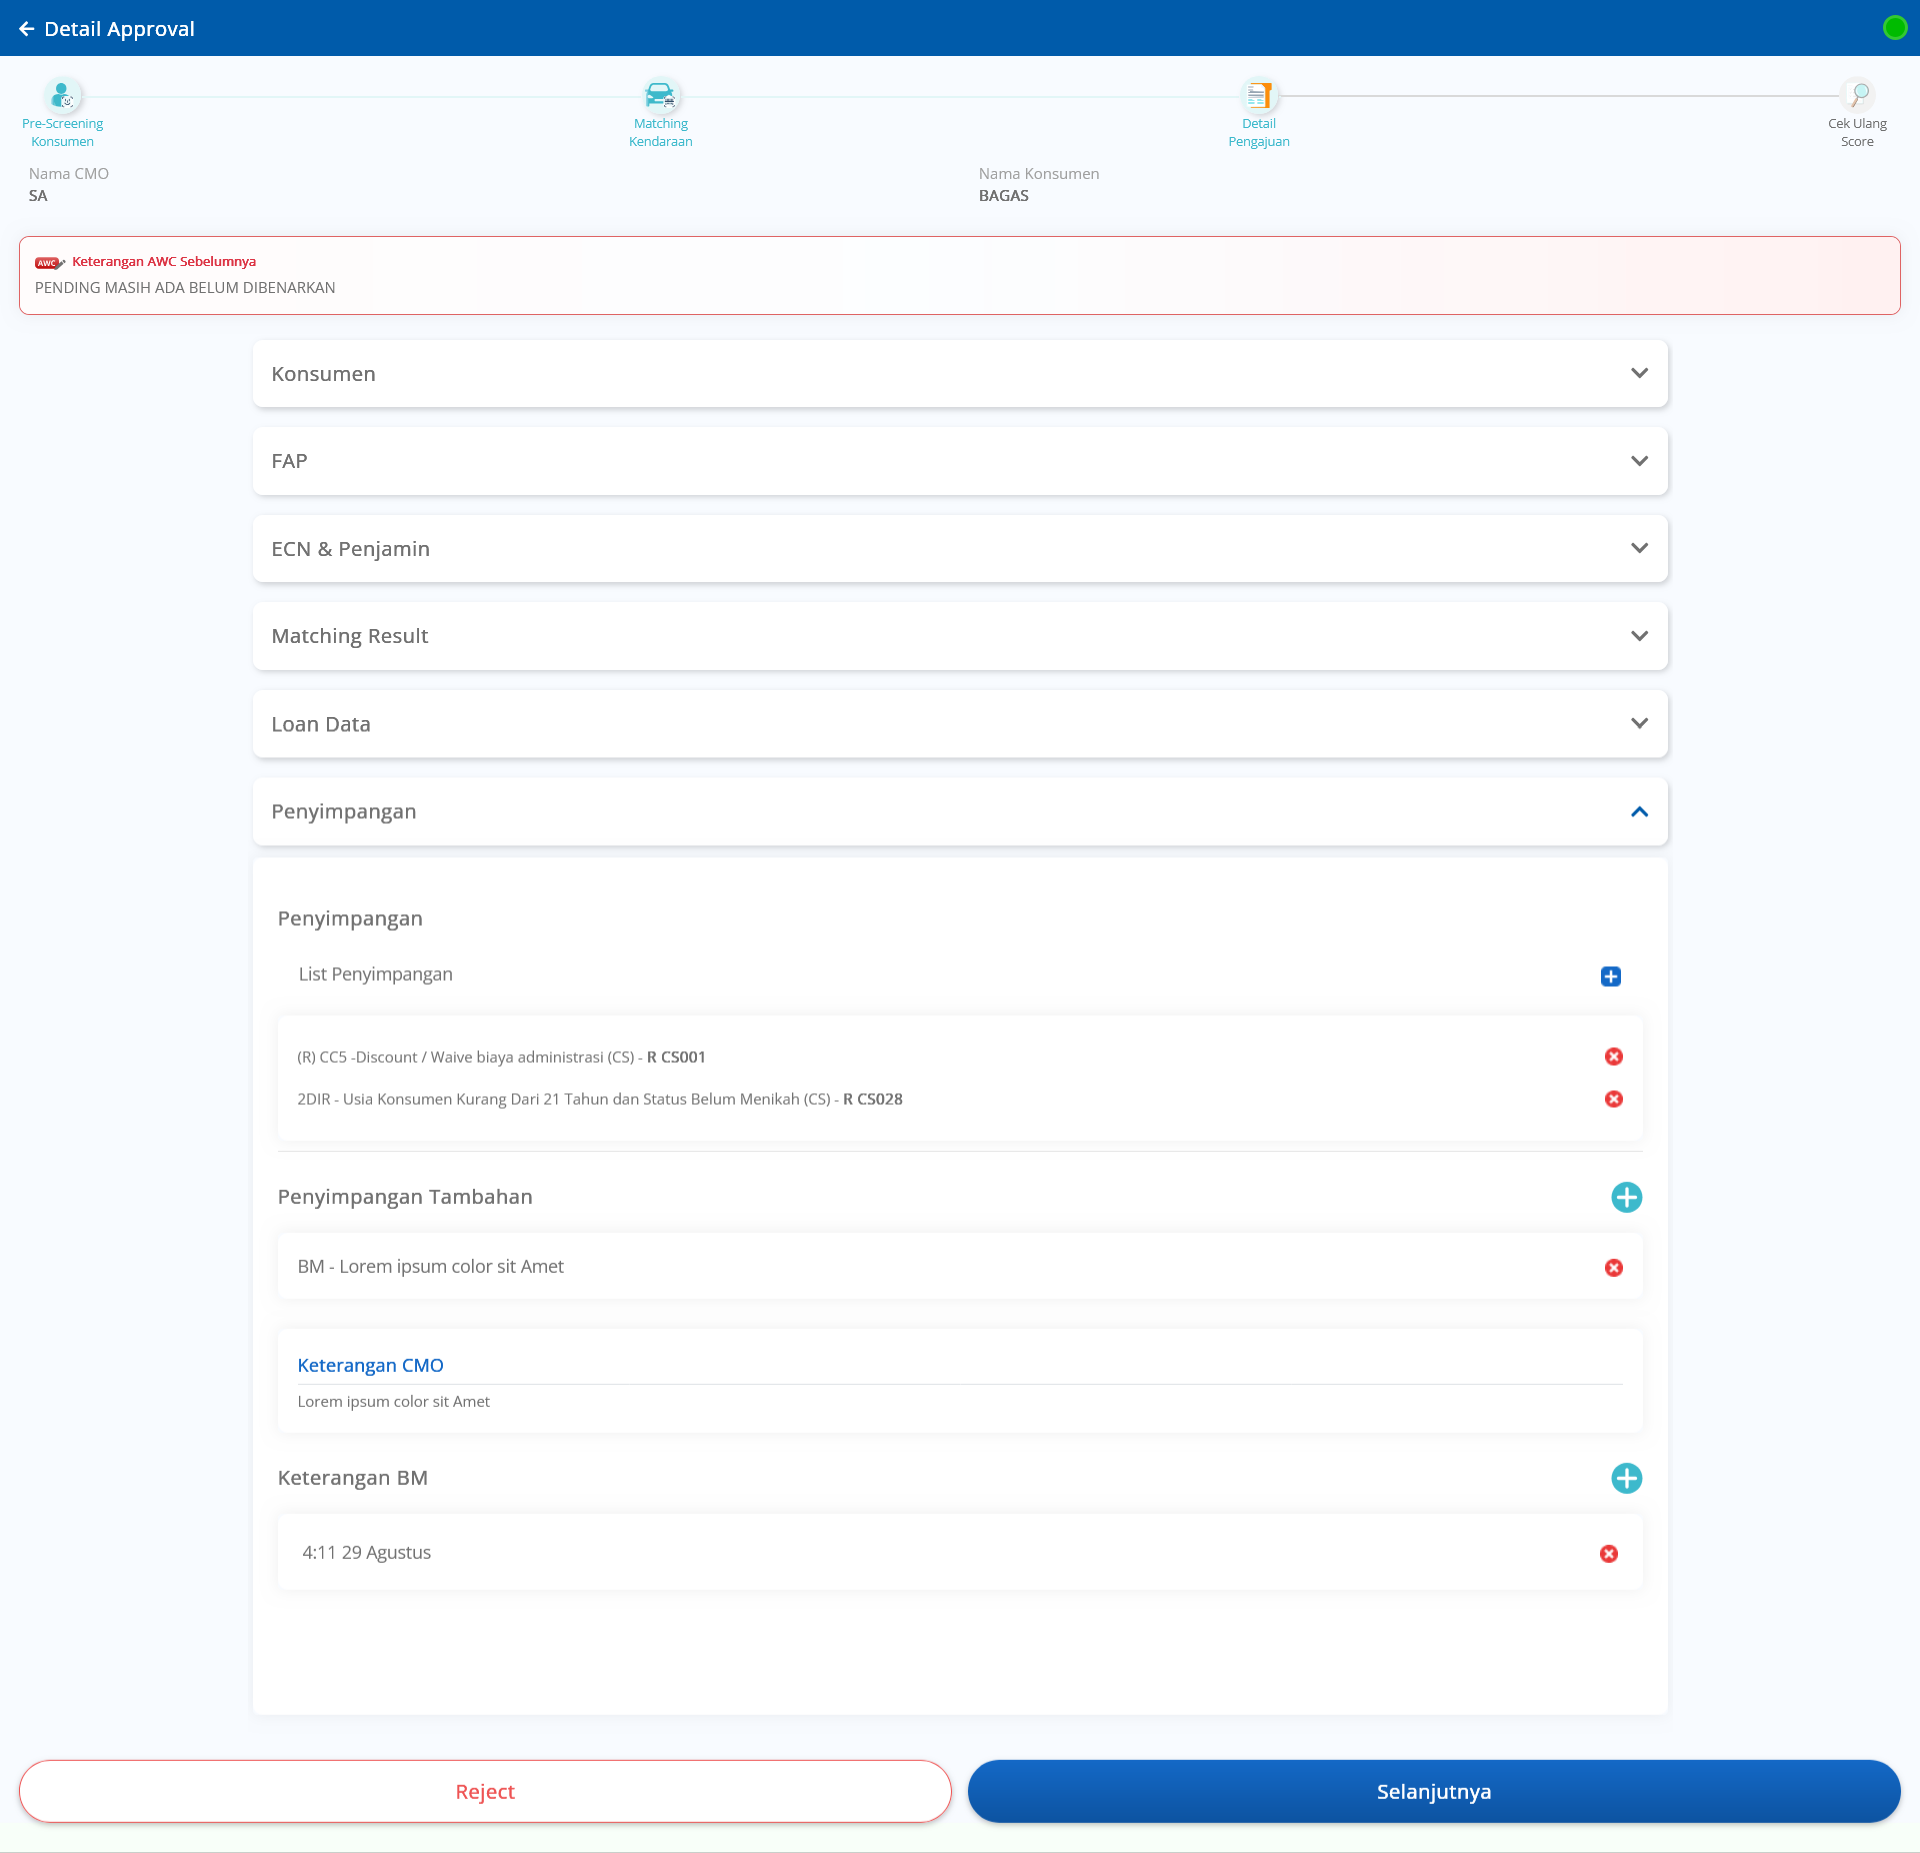 Detail Approval
Pre-Screening
Konsumen
Matching
Kendaraan
Detail
Pengajuan
Cek Ulang
Score
Nama CMO
SA
Nama Konsumen
BAGAS
AWC Keterangan AWC Sebelumnya
PENDING MASIH ADA BELUM DIBENARKAN
Konsumen
FAP
ECN & Penjamin
Matching Result
Loan Data
Penyimpangan
Penyimpangan
List Penyimpangan
(R) CC5 -Discount / Waive biaya administrasi (CS) - R CS001
2DIR - Usia Konsumen Kurang Dari 21 Tahun dan Status Belum Menikah (CS) - R CS028
Penyimpangan Tambahan
BM - Lorem ipsum color sit Amet
Keterangan CMO
Lorem ipsum color sit Amet
Keterangan BM
4:11 29 Agustus
Reject
Selanjutnya